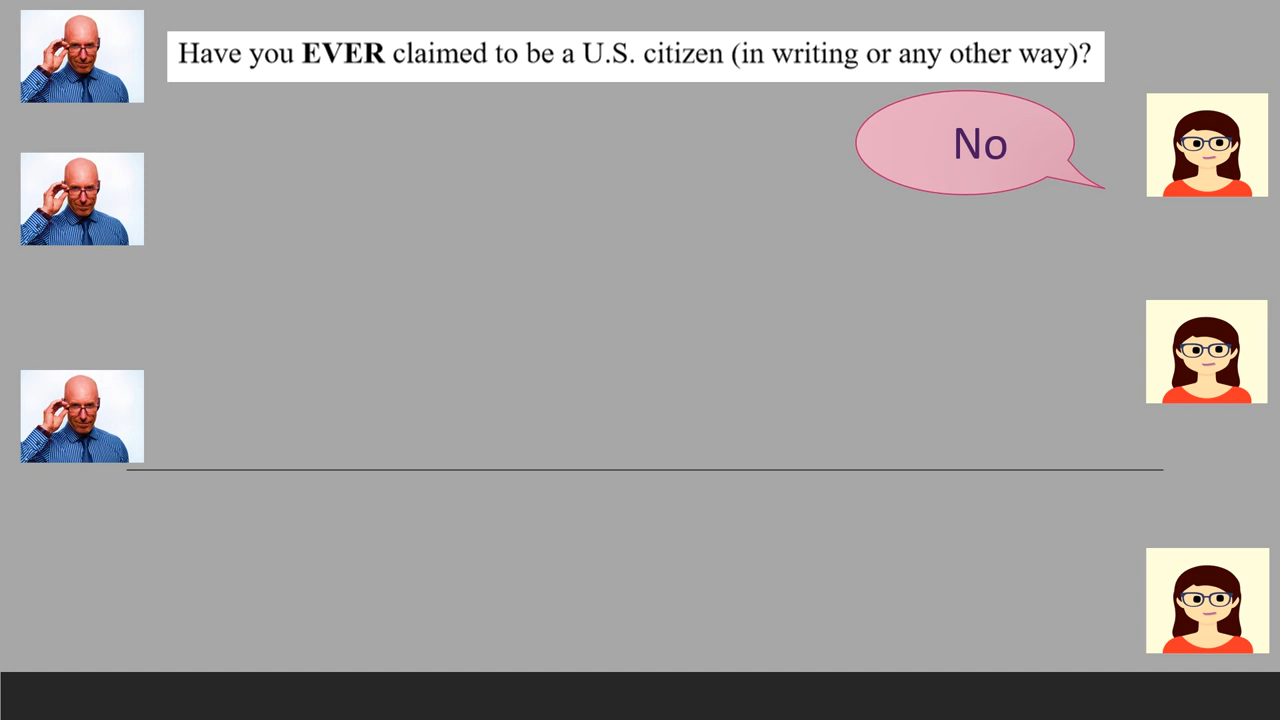 Have you EVER claimed to be a U.S. citizen (in writing or any other way)?
No